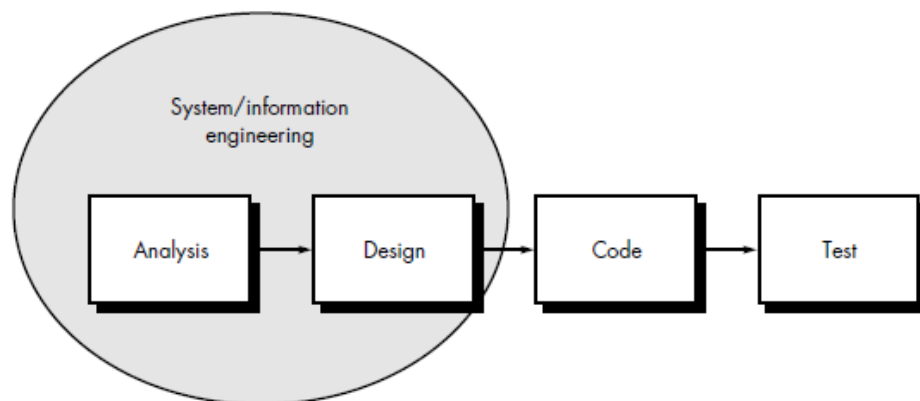 System/information
engineering
Analysis
Design
Code
Test